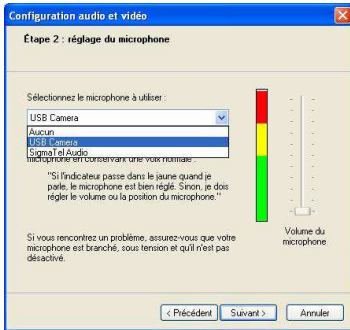 Configuration audio et vidéo
Étape 2 : réglage du microphone
Sélectionnez le microphone à utiliser :
USB Camera
Aucun
USB Camera
SigmaTel Audio
microphone en conservant une voix normale :
"Si l'indicateur passe dans le jaune quand je
parle, le microphone est bien réglé. Sinon, je dois
régler le volume ou la position du microphone."
Si vous rencontrez un problème, assurez-vous que votre
microphone est branché, sous tension et qu'il n'est pas
désactivé.
Volume du
microphone
< Précédent
Suivant >
Annuler